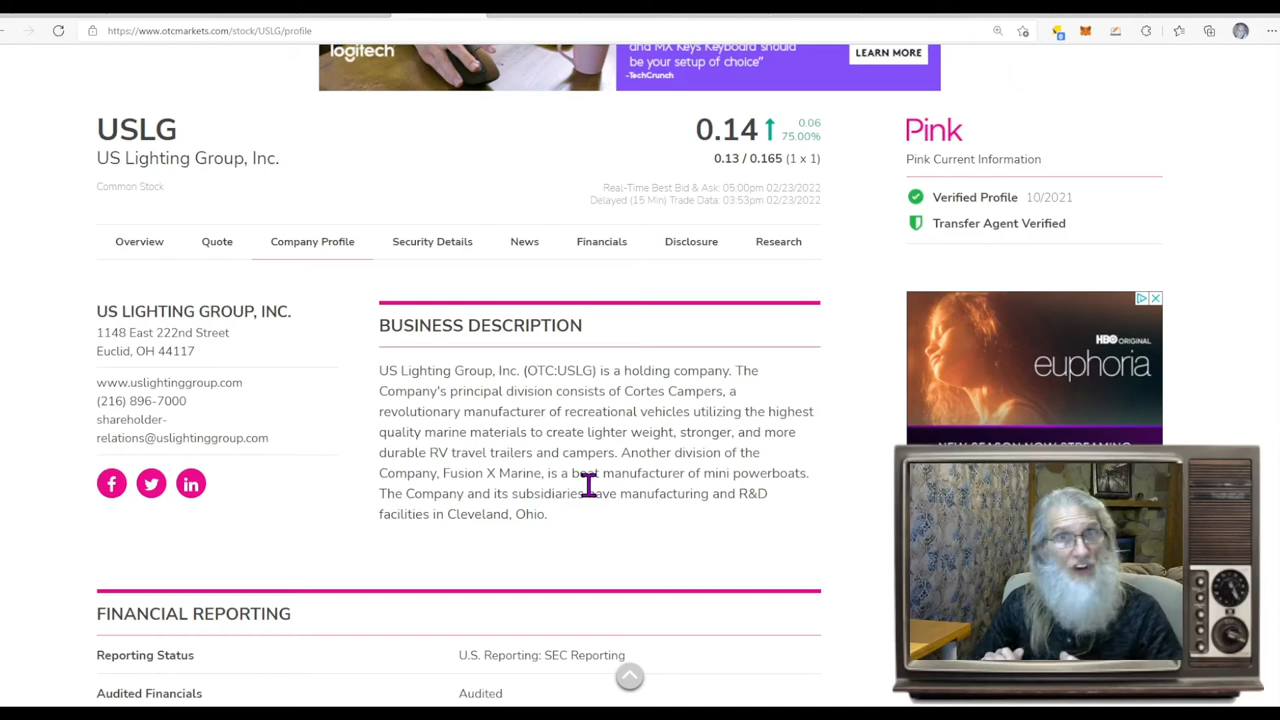 https://www.otcmarkets.com/stock/USLG/profile
logitech
and MX Keys Keyboard should
be your setup of choice”
-TechCrunch
LEARN MORE
USLG
US Lighting Group, Inc.
Common Stock
0.14
0.06
75.00%
0.13 / 0.165 (1 x 1)
Real-Time Best Bid & Ask: 05:00pm 02/23/2022
Delayed (15 Min) Trade Data: 03:53pm 02/23/2022
Pink
Pink Current Information
Verified Profile 10/2021
Transfer Agent Verified
Overview Quote Company Profile Security Details News Financials Disclosure Research
US LIGHTING GROUP, INC.
1148 East 222nd Street
Euclid, OH 44117
www.uslightinggroup.com
(216) 896-7000
shareholder-
relations@uslightinggroup.com
BUSINESS DESCRIPTION
US Lighting Group, Inc. (OTC:USLG) is a holding company. The
Company's principal division consists of Cortes Campers, a
revolutionary manufacturer of recreational vehicles utilizing the highest
quality marine materials to create lighter weight, stronger, and more
durable RV travel trailers and campers. Another division of the
Company, Fusion X Marine, is a boat manufacturer of mini powerboats.
The Company and its subsidiaries have manufacturing and R&D
facilities in Cleveland, Ohio.
HBO ORIGINAL
euphoria
NEW SEASON NOW STREAMING
FINANCIAL REPORTING
Reporting Status U.S. Reporting: SEC Reporting
Audited Financials Audited